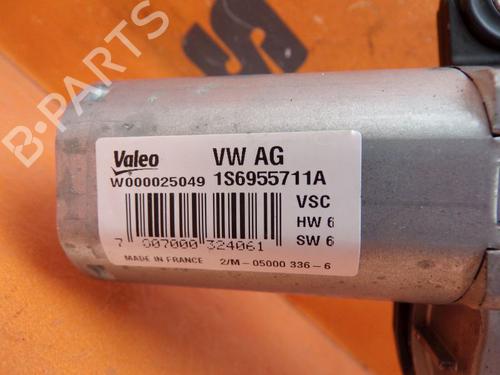 B-PARTS
Valeo VW AG
W000025049 1S6955711A
VSC
HW 6
SW 6
7 607000 324061
MADE IN FRANCE 2/M-05000 336-6